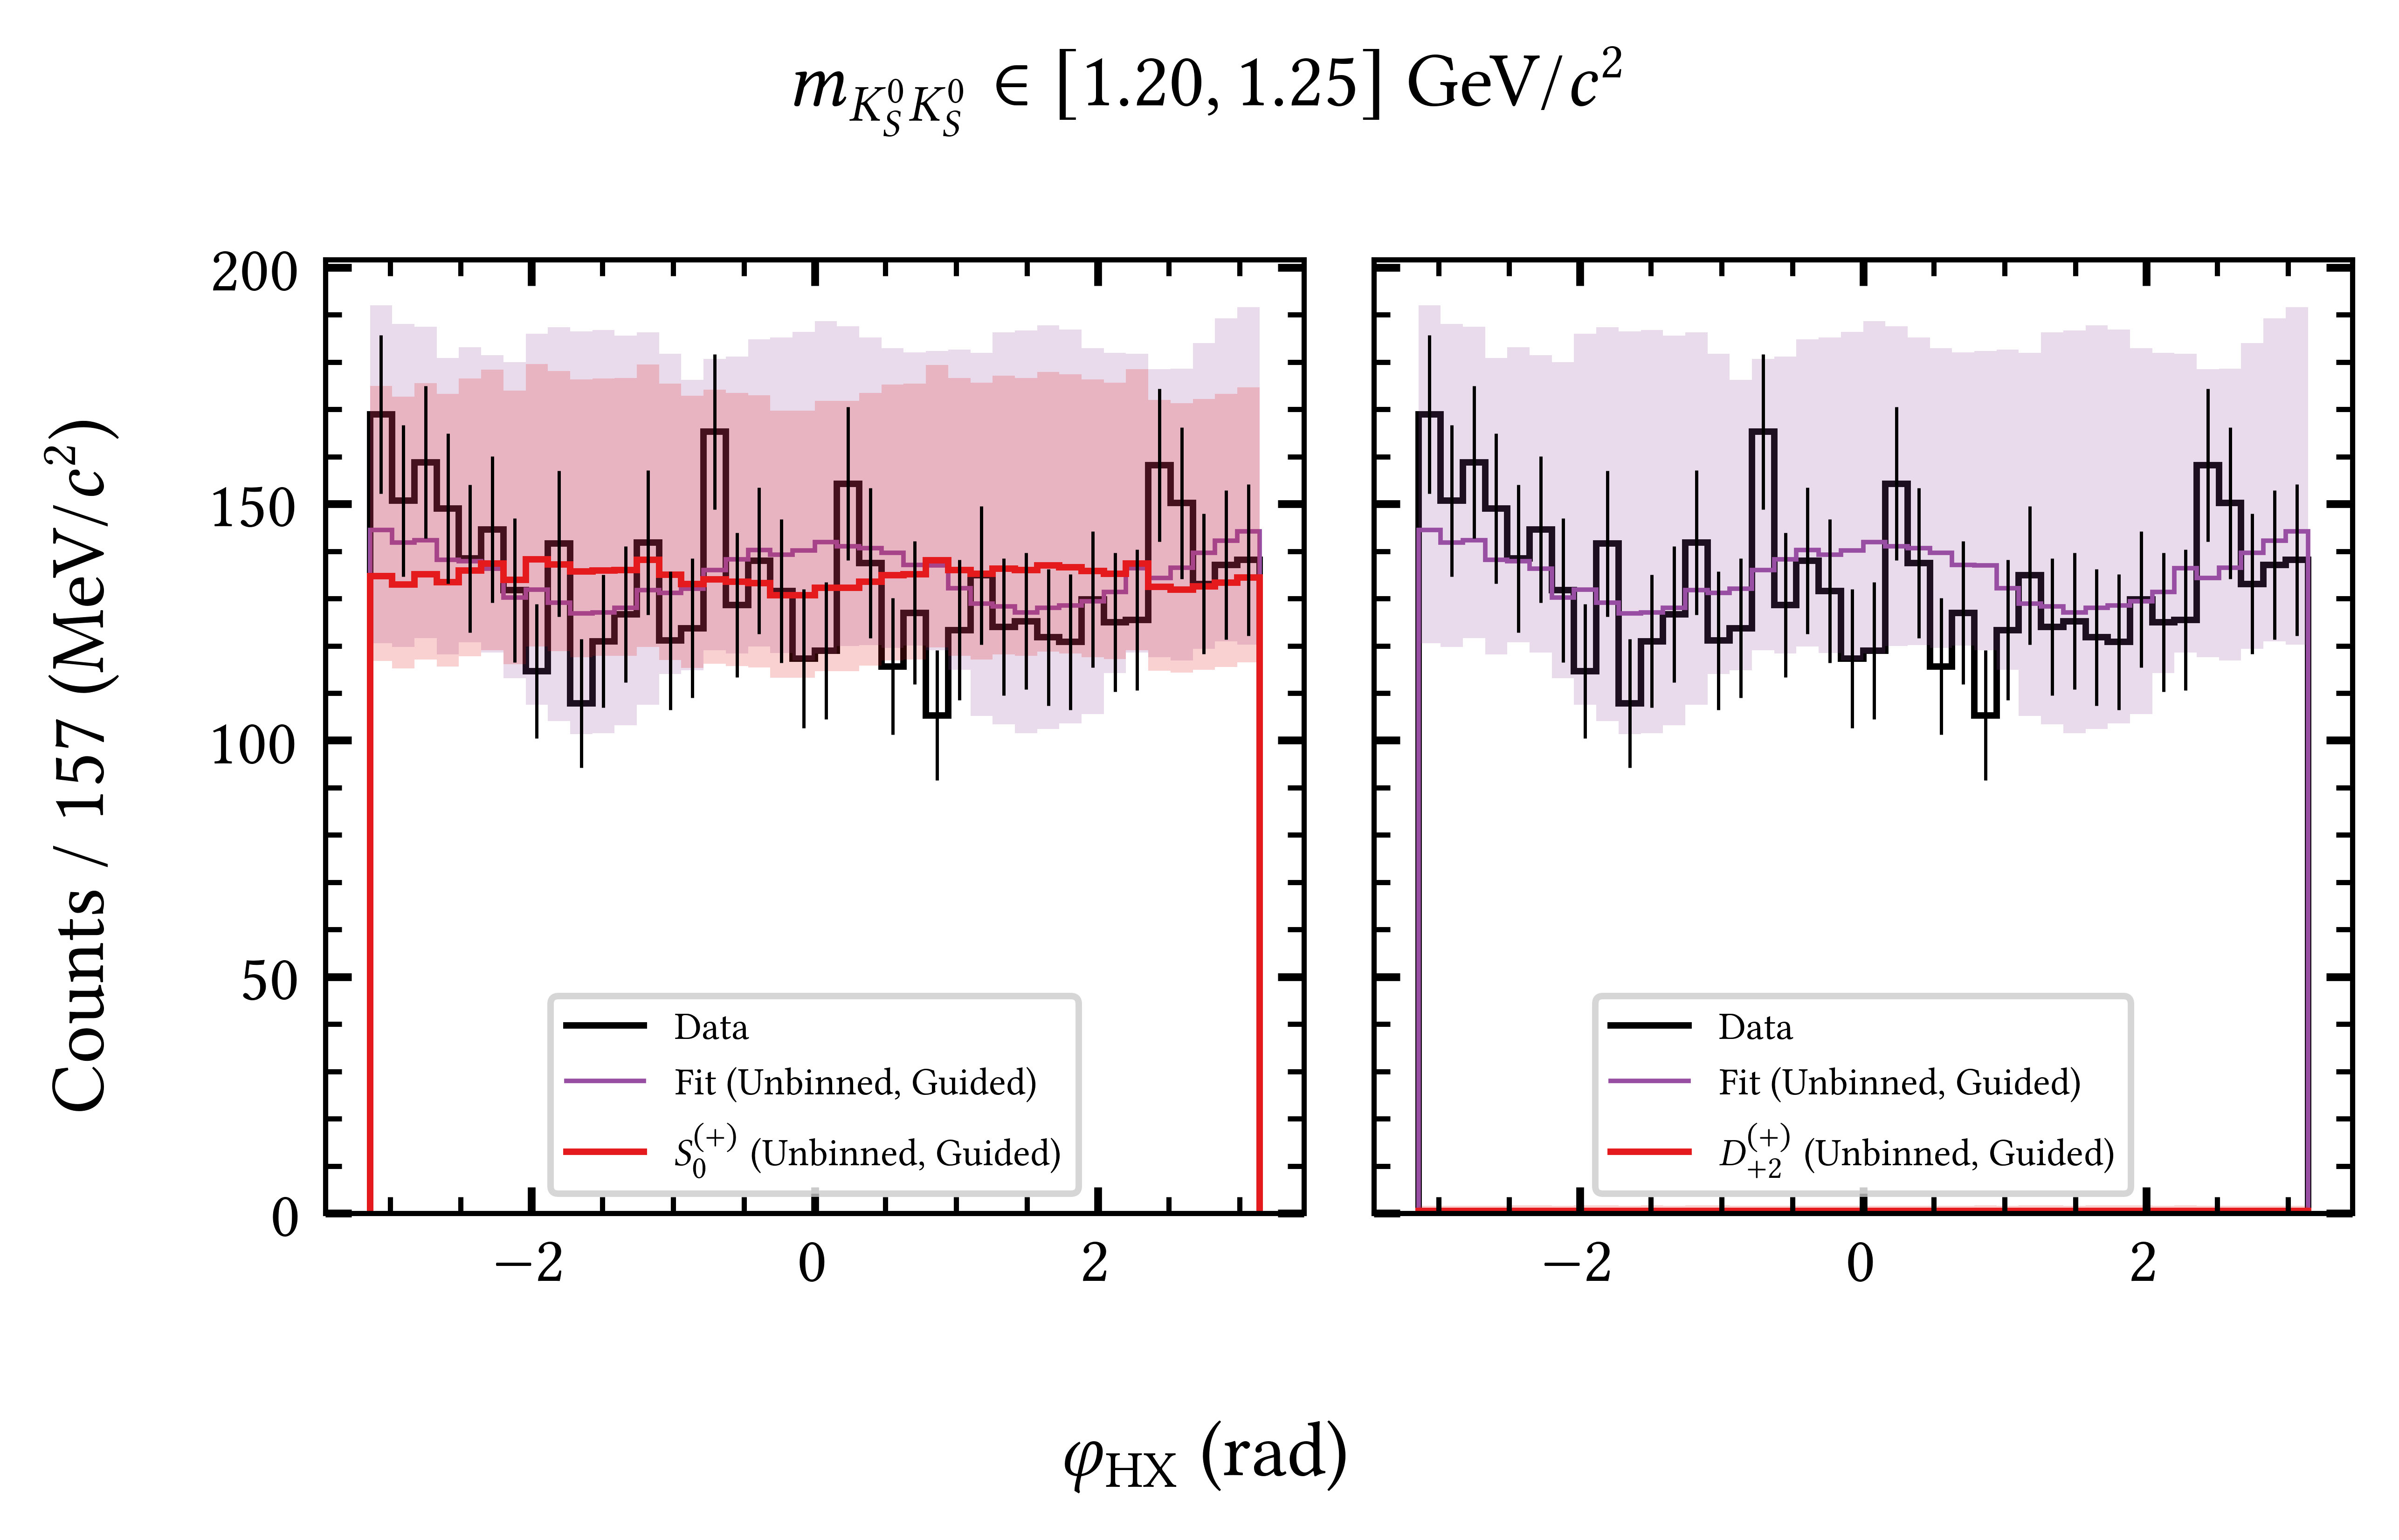 m_{K_S^0 K_S^0} ∈ [1.20, 1.25] GeV/c²
Counts / 157 (MeV/c²)
200
150
100
50
0
Data
Fit (Unbinned, Guided)
S_0^{(+)} (Unbinned, Guided)
Data
Fit (Unbinned, Guided)
D_{+2}^{(+)} (Unbinned, Guided)
−2 0 2
−2 0 2
φ_{HX} (rad)